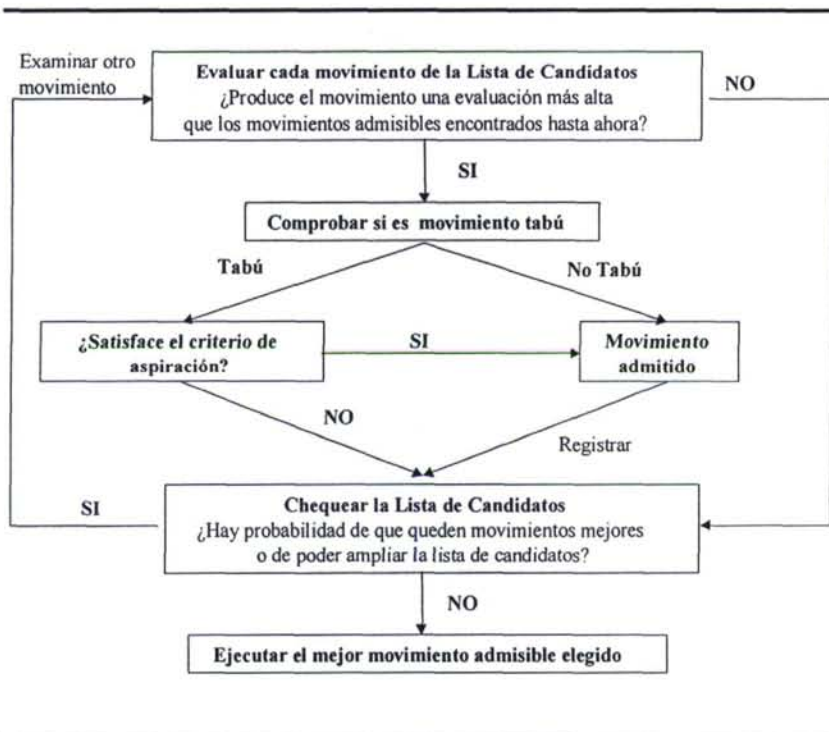 Examinar otro
movimiento
Evaluar cada movimiento de la Lista de Candidatos
¿Produce el movimiento una evaluación más alta
que los movimientos admisibles encontrados hasta ahora?
NO
SI
Comprobar si es movimiento tabú
Tabú
No Tabú
¿Satisface el criterio de
aspiración?
SI
Movimiento
admitido
NO
Registrar
SI
Chequear la Lista de Candidatos
¿Hay probabilidad de que queden movimientos mejores
o de poder ampliar la lista de candidatos?
NO
Ejecutar el mejor movimiento admisible elegido